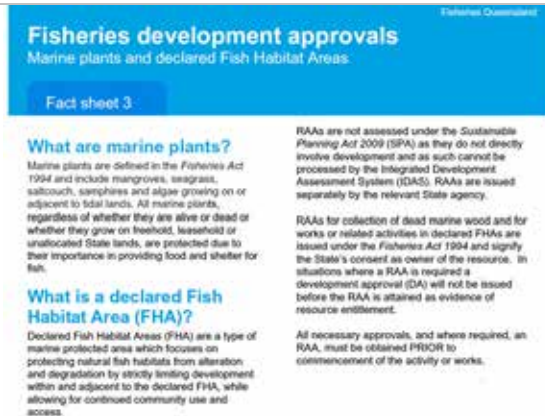 Fisheries Queensland
Fisheries development approvals
Marine plants and declared Fish Habitat Areas
Fact sheet 3
What are marine plants?
Marine plants are defined in the Fisheries Act
1994 and include mangroves, seagrass,
saltcouch, samphires and algae growing on or
adjacent to tidal lands. All marine plants,
regardless of whether they are alive or dead or
whether they grow on freehold, leasehold or
unallocated State lands, are protected due to
their importance in providing food and shelter for
fish.
What is a declared Fish
Habitat Area (FHA)?
Declared Fish Habitat Areas (FHA) are a type of
marine protected area which focuses on
protecting natural fish habitats from alteration
and degradation by strictly limiting development
within and adjacent to the declared FHA, while
allowing for continued community use and
access.
RAAs are not assessed under the Sustainable
Planning Act 2009 (SPA) as they do not directly
involve development and as such cannot be
processed by the Integrated Development
Assessment System (IDAS). RAAs are issued
separately by the relevant State agency.
RAAs for collection of dead marine wood and for
works or related activities in declared FHAs are
issued under the Fisheries Act 1994 and signify
the State's consent as owner of the resource. In
situations where a RAA is required a
development approval (DA) will not be issued
before the RAA is attained as evidence of
resource entitlement.
All necessary approvals, and where required, an
RAA, must be obtained PRIOR to
commencement of the activity or works.